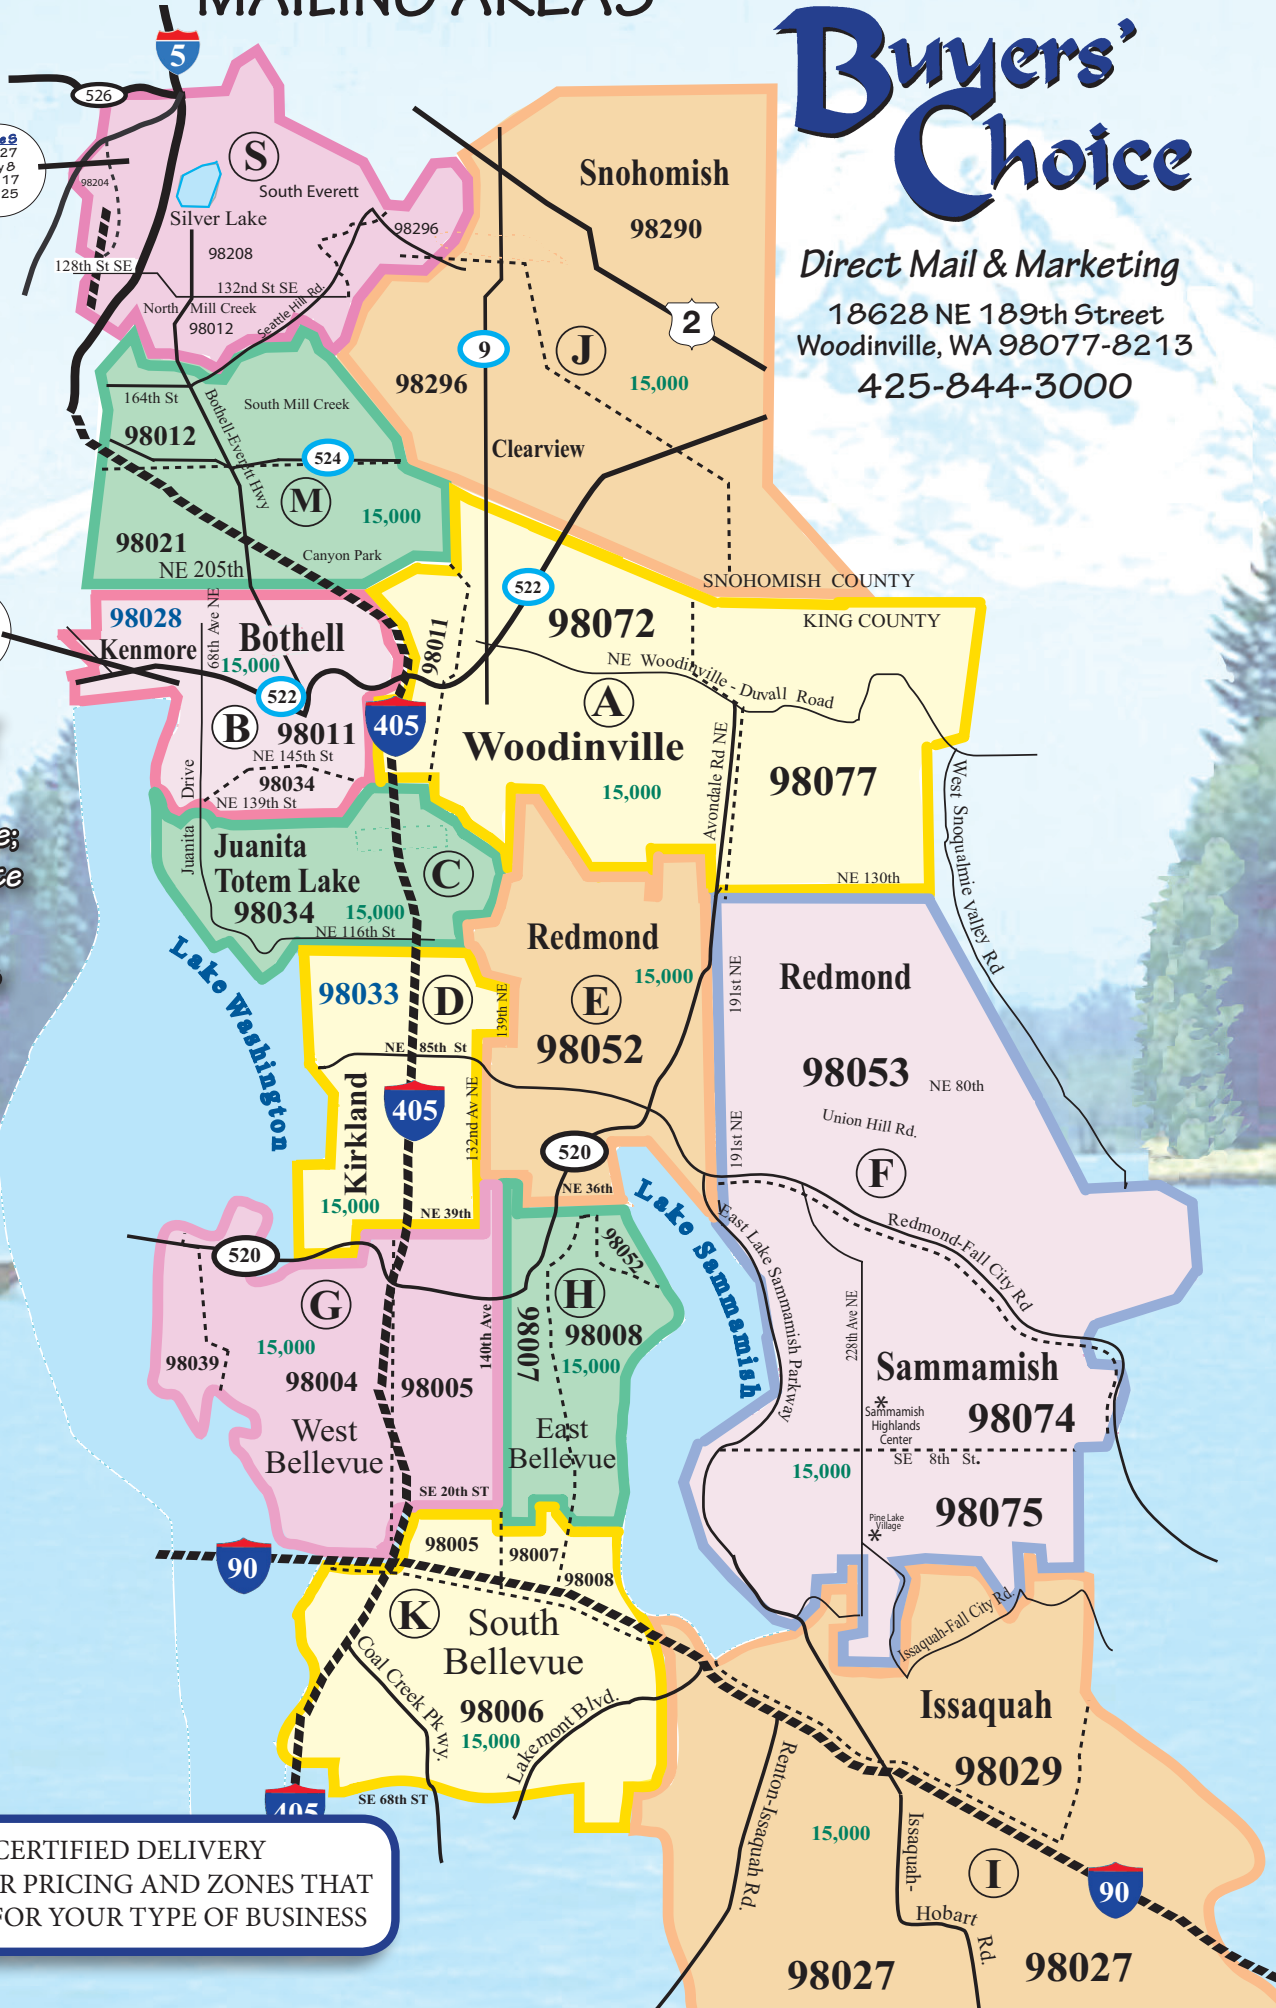 MAILING AREAS
Buyers'
Choice
Direct Mail & Marketing
18628 NE 189th Street
Woodinville, WA 98077-8213
425-844-3000
5
526
27
17
25
98204
S
South Everett
Silver Lake
98208
98296
128th St SE
132nd St SE
North Mill Creek
98012
Seattle Hill Rd.
Snohomish
98290
2
9
J
98296
15,000
Clearview
164th St
South Mill Creek
98012
Bothell-Everett Hwy
524
M
15,000
98021
Canyon Park
NE 205th
522
SNOHOMISH COUNTY
KING COUNTY
98028
Kenmore
68th Ave NE
Bothell
15,000
522
B
98011
NE 145th St
98034
NE 139th St
Juanita Drive
405
98011
98072
NE Woodinville - Duvall Road
A
Woodinville
15,000
Avondale Rd NE
98077
NE 130th
West Snoqualmie Valley Rd
Juanita
Totem Lake
C
98034
15,000
NE 116th St
Lake Washington
98033
D
139th NE
NE 85th St
405
132nd Av NE
Kirkland
15,000
NE 39th
Redmond
15,000
E
98052
520
NE 36th
191st NE
Redmond
98053
NE 80th
Union Hill Rd.
191st NE
F
Redmond-Fall City Rd
Lake Sammamish
East Lake Sammamish Parkway
228th Ave NE
Sammamish
98074
Sammamish
Highlands
Center
SE 8th St.
15,000
98075
Pine Lake
Village
520
G
15,000
98039
98004
98005
West
Bellevue
140th Ave
SE 20th ST
98052
H
98007
98008
15,000
East
Bellevue
90
98005
98007
98008
K
South
Bellevue
98006
15,000
Coal Creek Pkwy.
Lakemont Blvd.
SE 68th ST
405
Issaquah-Fall City Rd.
Issaquah
98029
Renton-Issaquah Rd.
15,000
Issaquah-
Hobart
Rd.
I
90
98027
98027
CERTIFIED DELIVERY
R PRICING AND ZONES THAT
FOR YOUR TYPE OF BUSINESS